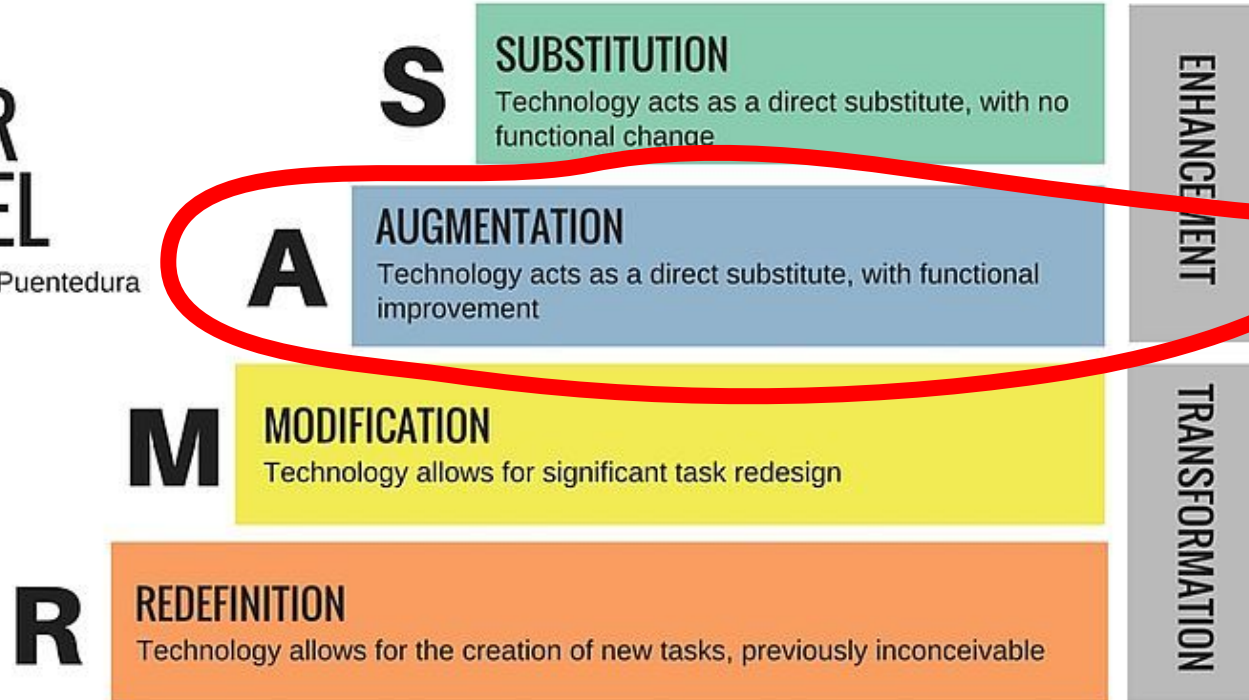 R
EL
Puentedura
S
SUBSTITUTION
Technology acts as a direct substitute, with no
functional change
A
AUGMENTATION
Technology acts as a direct substitute, with functional
improvement
M
MODIFICATION
Technology allows for significant task redesign
R
REDEFINITION
Technology allows for the creation of new tasks, previously inconceivable
ENHANCEMENT
TRANSFORMATION